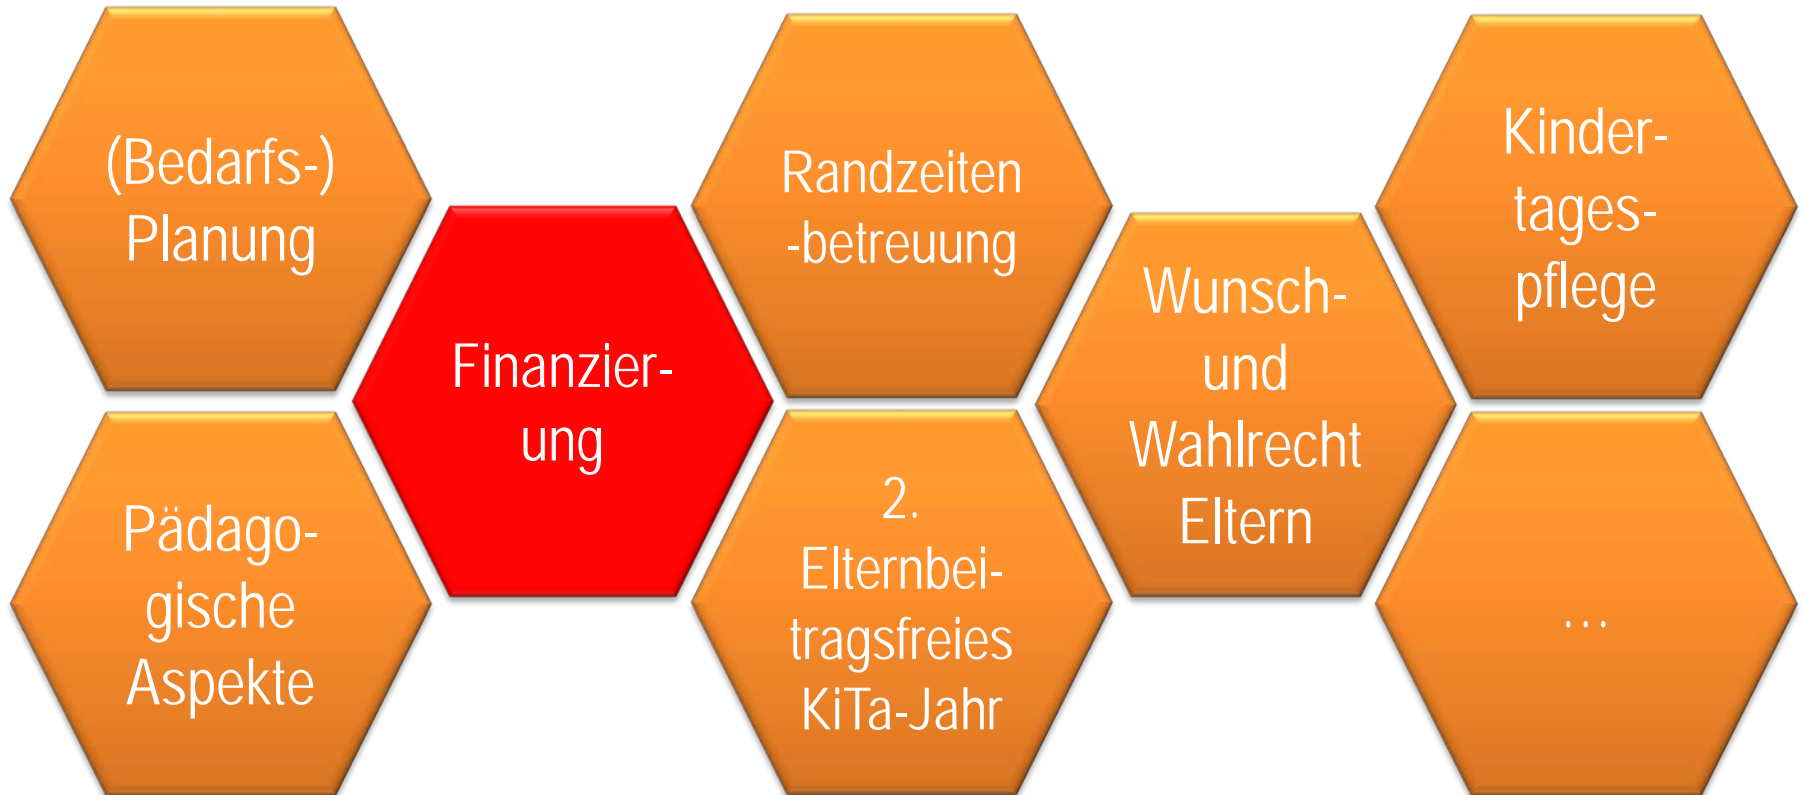 (Bedarfs-)
Planung
Pädago-
gische
Aspekte
Finanzier-
ung
Randzeiten
-betreuung
2.
Elternbei-
tragsfreies
KiTa-Jahr
Wunsch-
und
Wahlrecht
Eltern
Kinder-
tages-
pflege
...